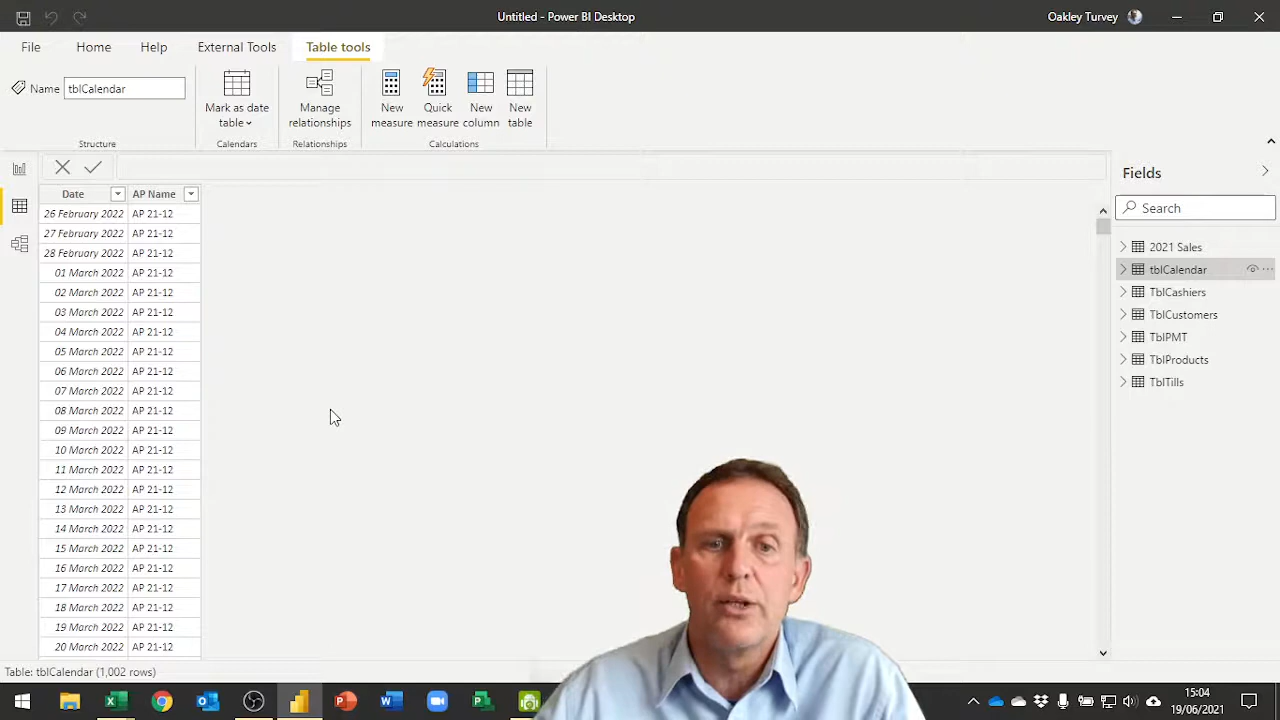 Untitled - Power BI Desktop
Oakley Turvey
File
Home
Help
External Tools
Table tools
Name
tblCalendar
Mark as date
table
Manage
relationships
New
measure
Quick
measure
New
column
New
table
Structure
Calendars
Relationships
Calculations
Date AP Name
26 February 2022 AP 21-12
27 February 2022 AP 21-12
28 February 2022 AP 21-12
01 March 2022 AP 21-12
02 March 2022 AP 21-12
03 March 2022 AP 21-12
04 March 2022 AP 21-12
05 March 2022 AP 21-12
06 March 2022 AP 21-12
07 March 2022 AP 21-12
08 March 2022 AP 21-12
09 March 2022 AP 21-12
10 March 2022 AP 21-12
11 March 2022 AP 21-12
12 March 2022 AP 21-12
13 March 2022 AP 21-12
14 March 2022 AP 21-12
15 March 2022 AP 21-12
16 March 2022 AP 21-12
17 March 2022 AP 21-12
18 March 2022 AP 21-12
19 March 2022 AP 21-12
20 March 2022 AP 21-12
Fields
Search
2021 Sales
tblCalendar
TblCashiers
TblCustomers
TblPMT
TblProducts
TblTills
Table: tblCalendar (1,002 rows)
15:04
19/06/2021